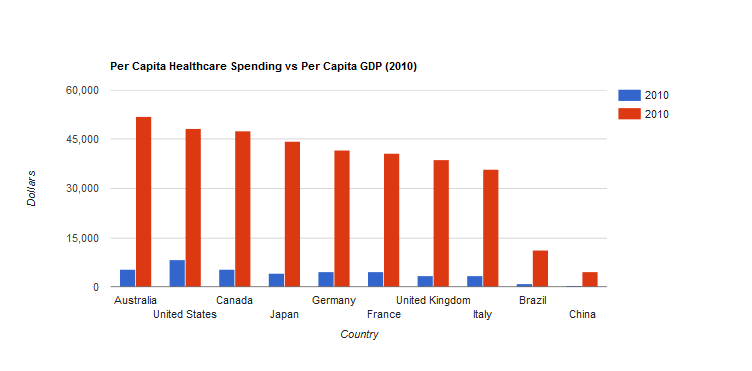 Per Capita Healthcare Spending vs Per Capita GDP (2010)
60,000
45,000
30,000
15,000
0
Dollars
2010
2010
Australia
United States
Canada
Japan
Germany
France
United Kingdom
Italy
Brazil
China
Country